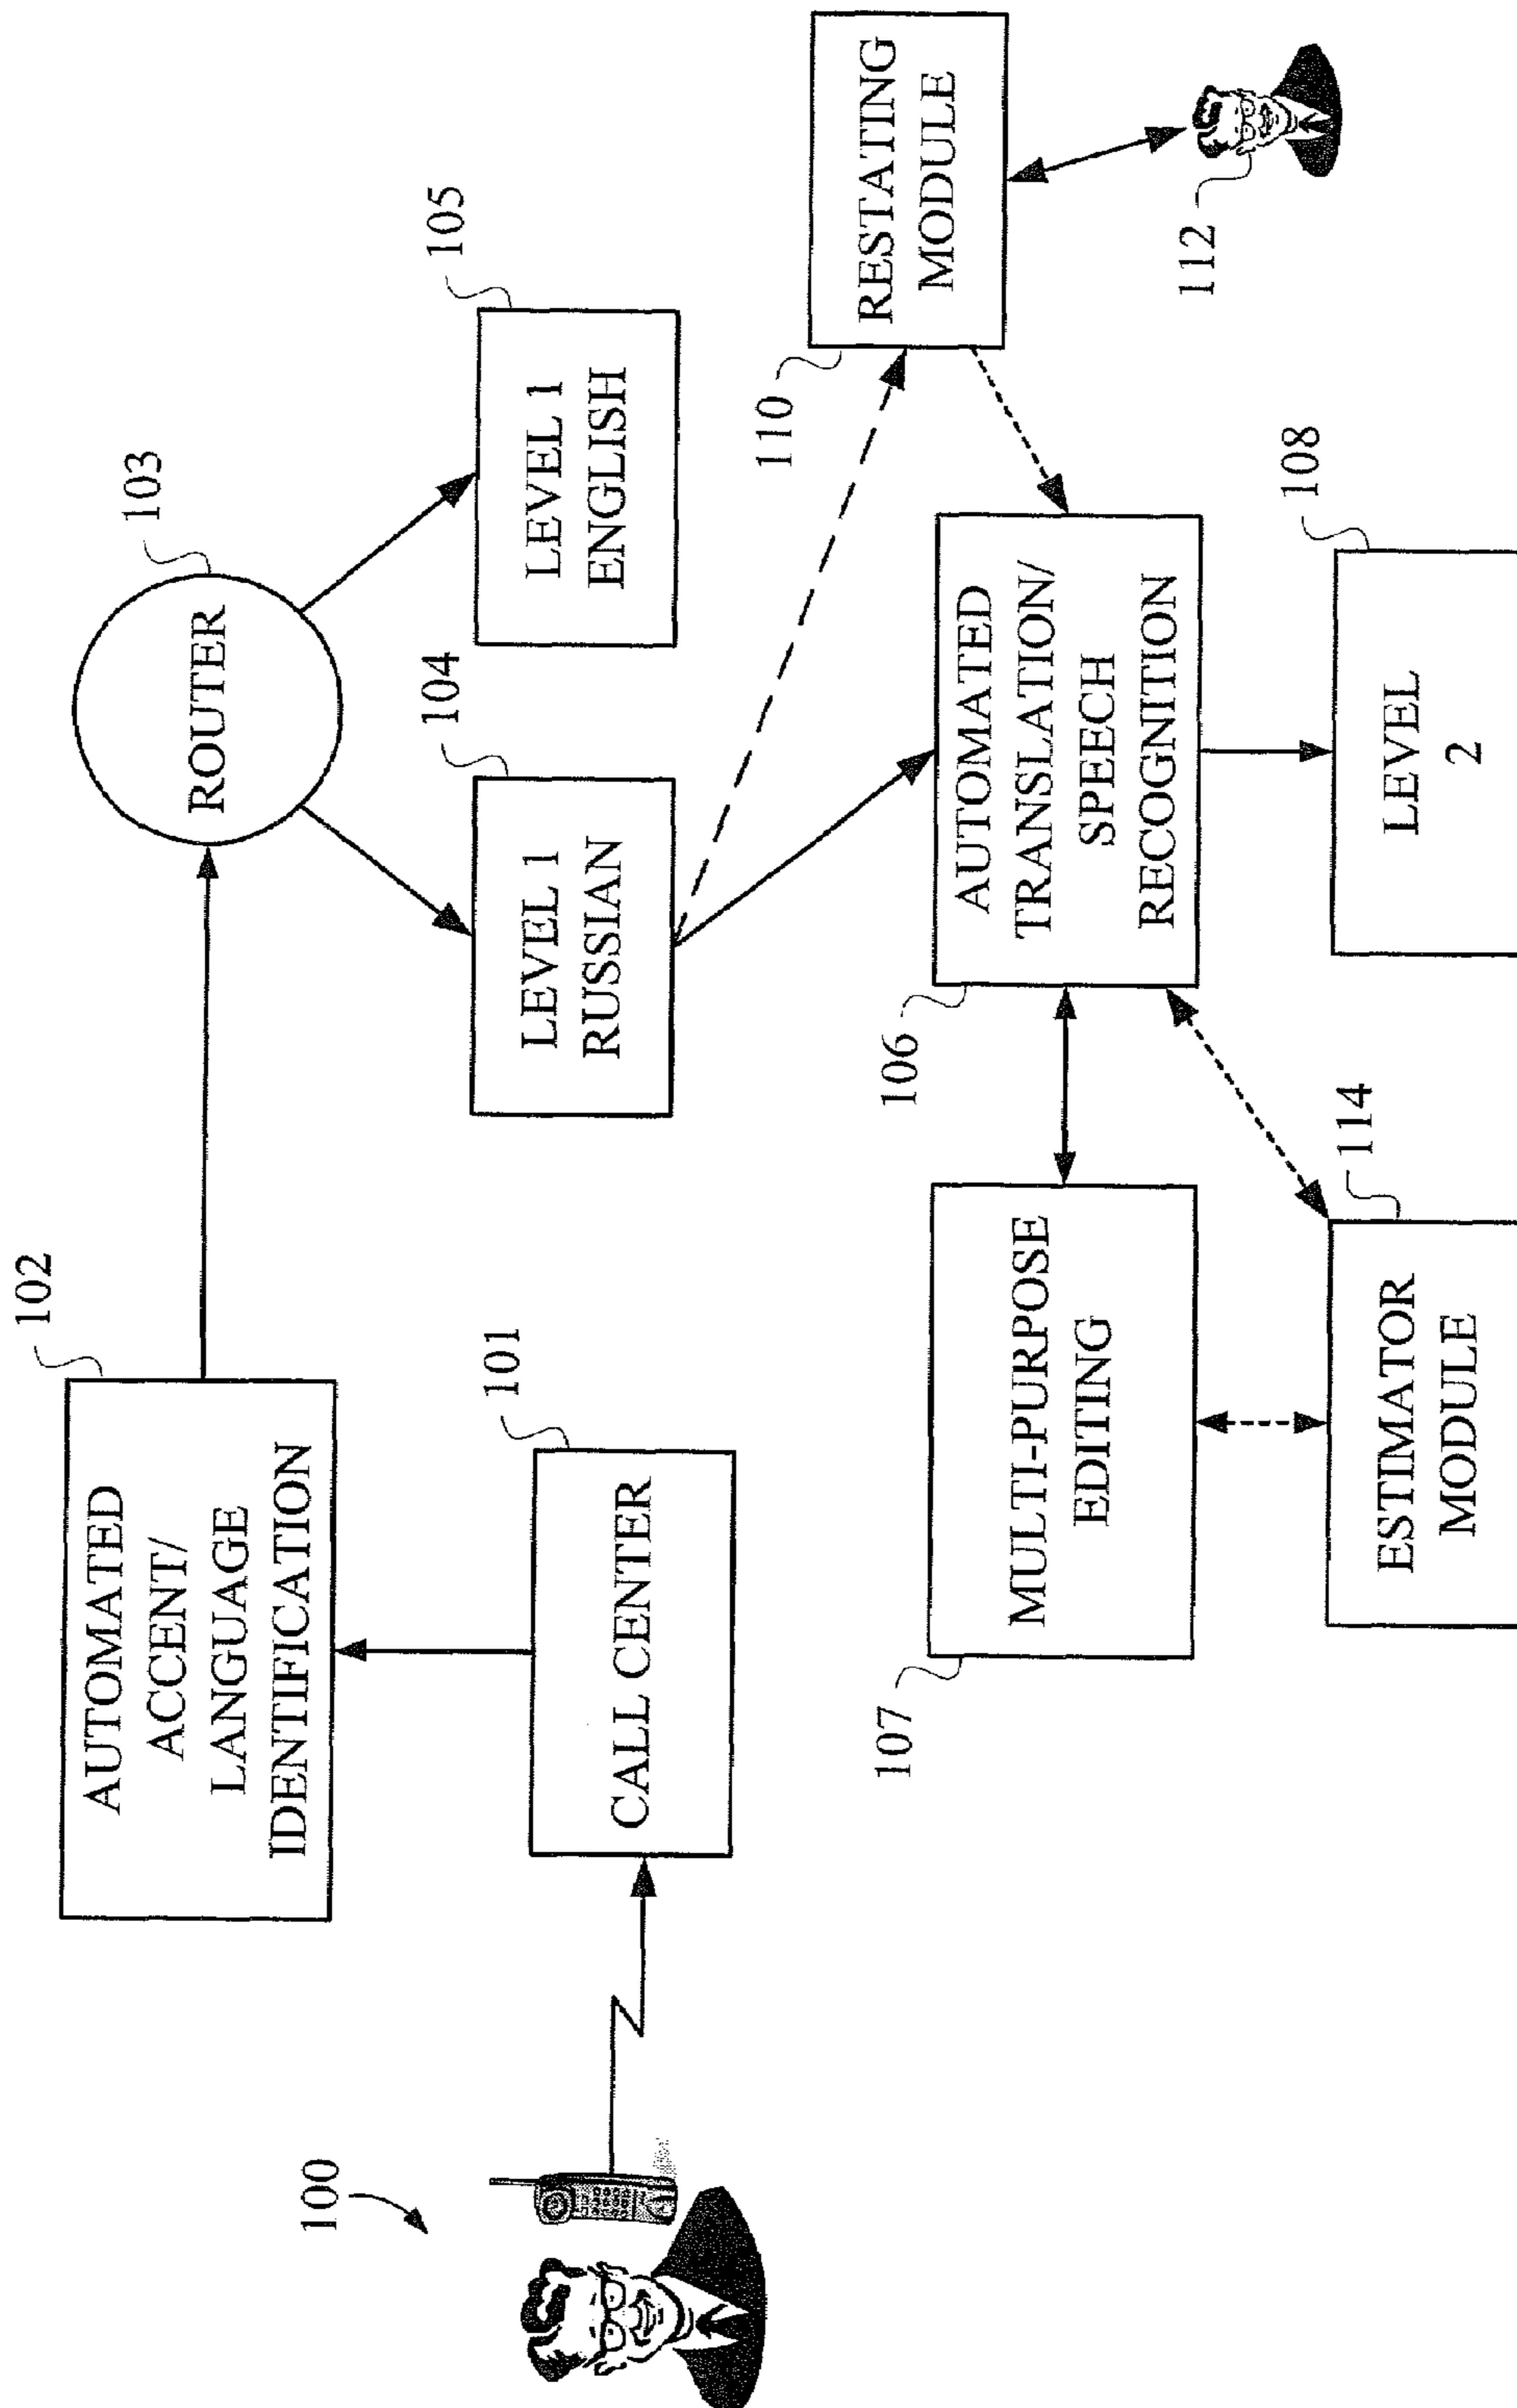 100
CALL CENTER
101
AUTOMATED
ACCENT/
LANGUAGE
IDENTIFICATION
102
ROUTER
103
LEVEL 1
RUSSIAN
104
LEVEL 1
ENGLISH
105
MULTI-PURPOSE
EDITING
107
AUTOMATED
TRANSLATION/
SPEECH
RECOGNITION
106
RESTATING
MODULE
110
112
ESTIMATOR
MODULE
114
LEVEL
2
108